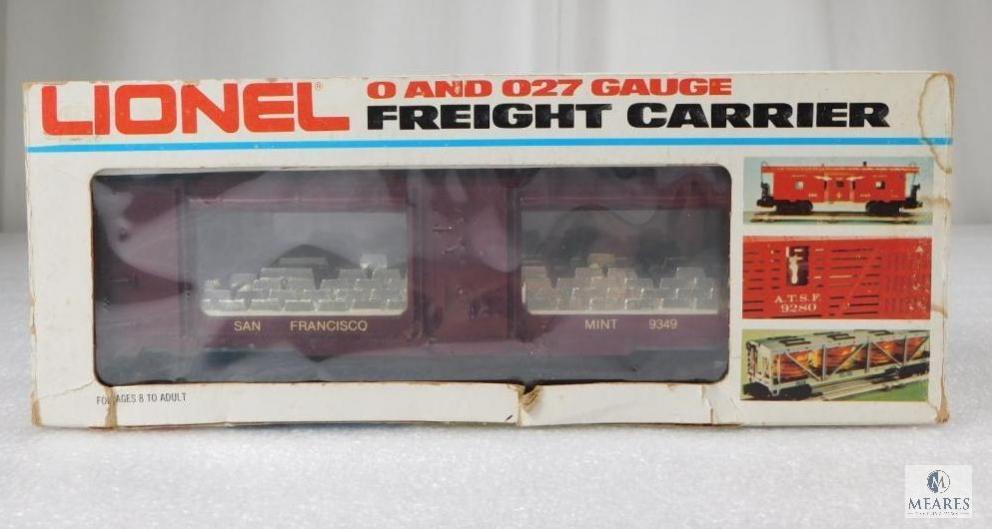 LIONEL®
O AND O27 GAUGE
FREIGHT CARRIER
SAN FRANCISCO
MINT 9349
A.T.S.F.
9280
FOR AGES 8 TO ADULT
M
MEARES